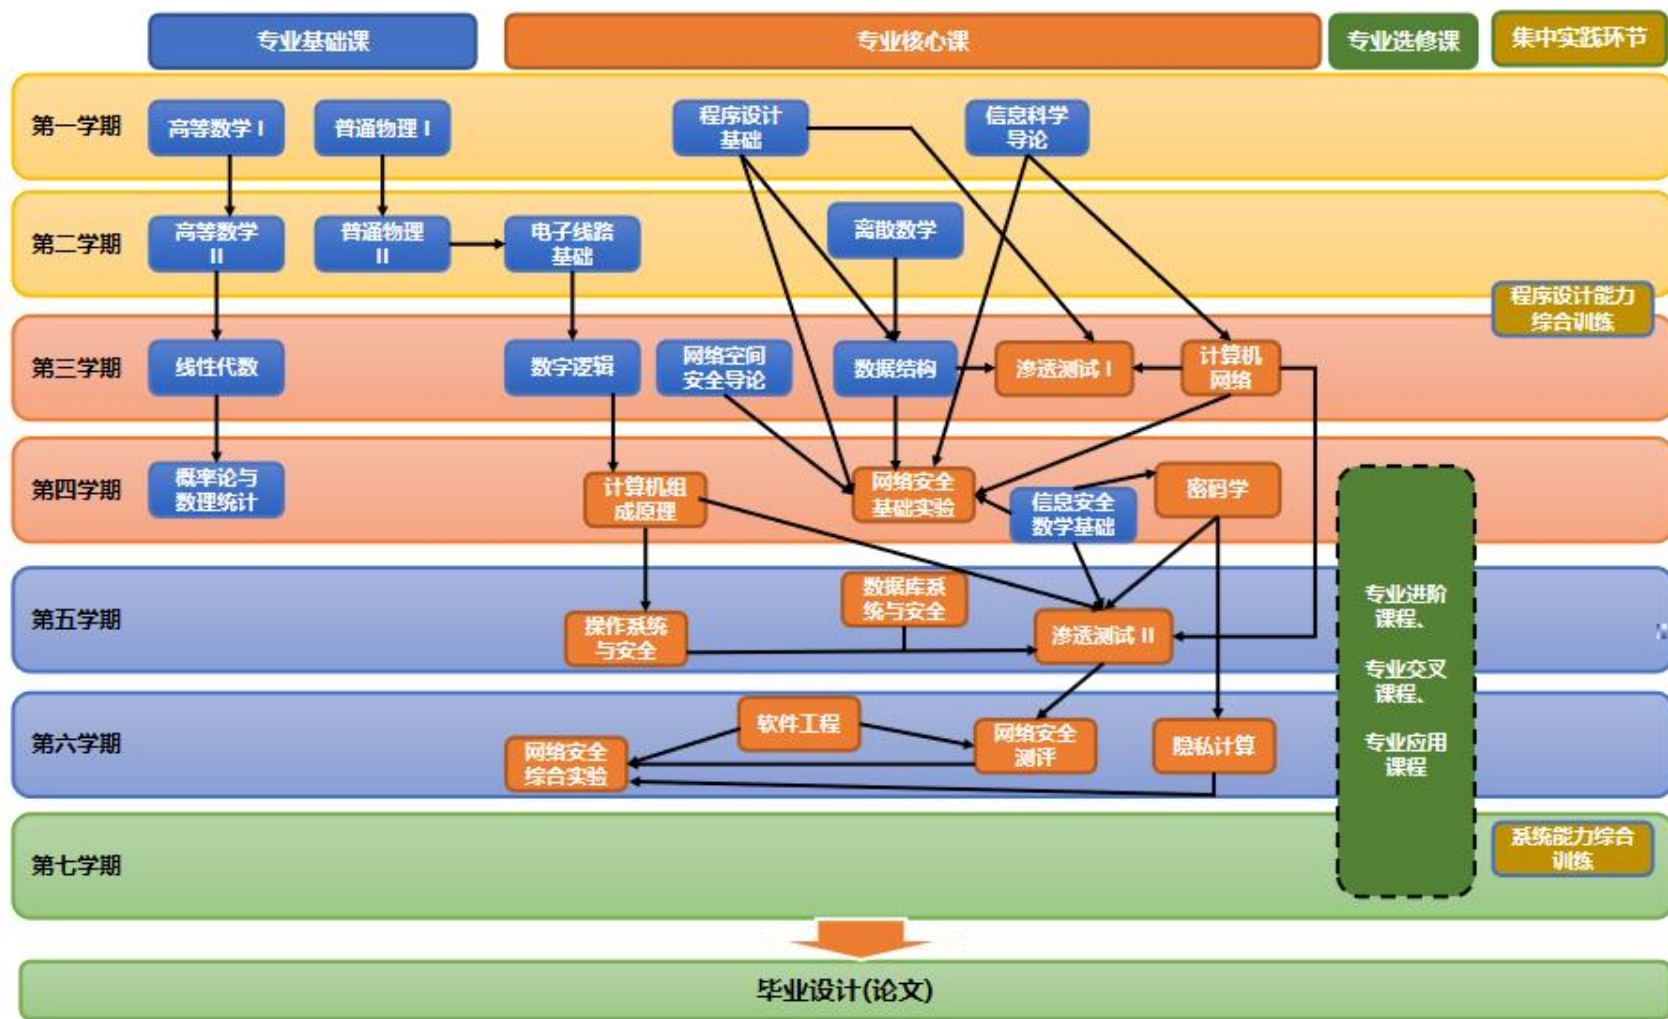 专业基础课
专业核心课
专业选修课
集中实践环节
第一学期
高等数学 I
普通物理 I
程序设计
基础
信息科学
导论
第二学期
高等数学
II
普通物理
II
电子线路
基础
离散数学
程序设计能力
综合训练
第三学期
线性代数
数字逻辑
网络空间
安全导论
数据结构
渗透测试 I
计算机
网络
第四学期
概率论与
数理统计
计算机组
成原理
网络安全
基础实验
信息安全
数学基础
密码学
第五学期
操作系统
与安全
数据库系
统与安全
渗透测试 II
专业进阶
课程、
专业交叉
课程、
专业应用
课程
第六学期
网络安全
综合实验
软件工程
网络安全
测评
隐私计算
第七学期
系统能力综合
训练
毕业设计(论文)